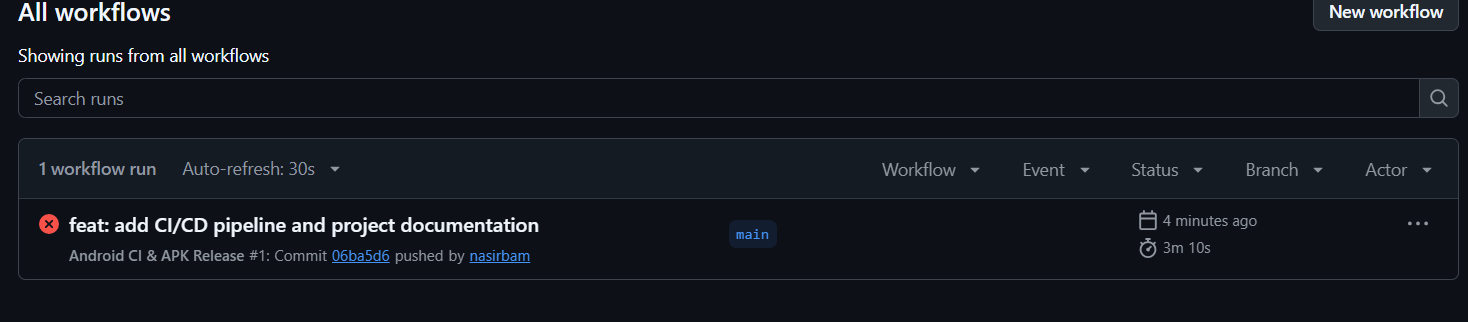 All workflows
New workflow
Showing runs from all workflows
Search runs
1 workflow run Auto-refresh: 30s Workflow Event Status Branch Actor
feat: add CI/CD pipeline and project documentation
Android CI & APK Release #1: Commit 06ba5d6 pushed by nasirbam
main
4 minutes ago
3m 10s